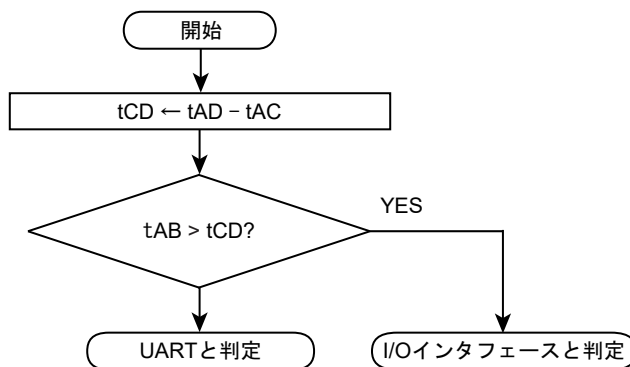 開始
tCD ← tAD − tAC
tAB > tCD?
YES
UARTと判定
I/Oインタフェースと判定